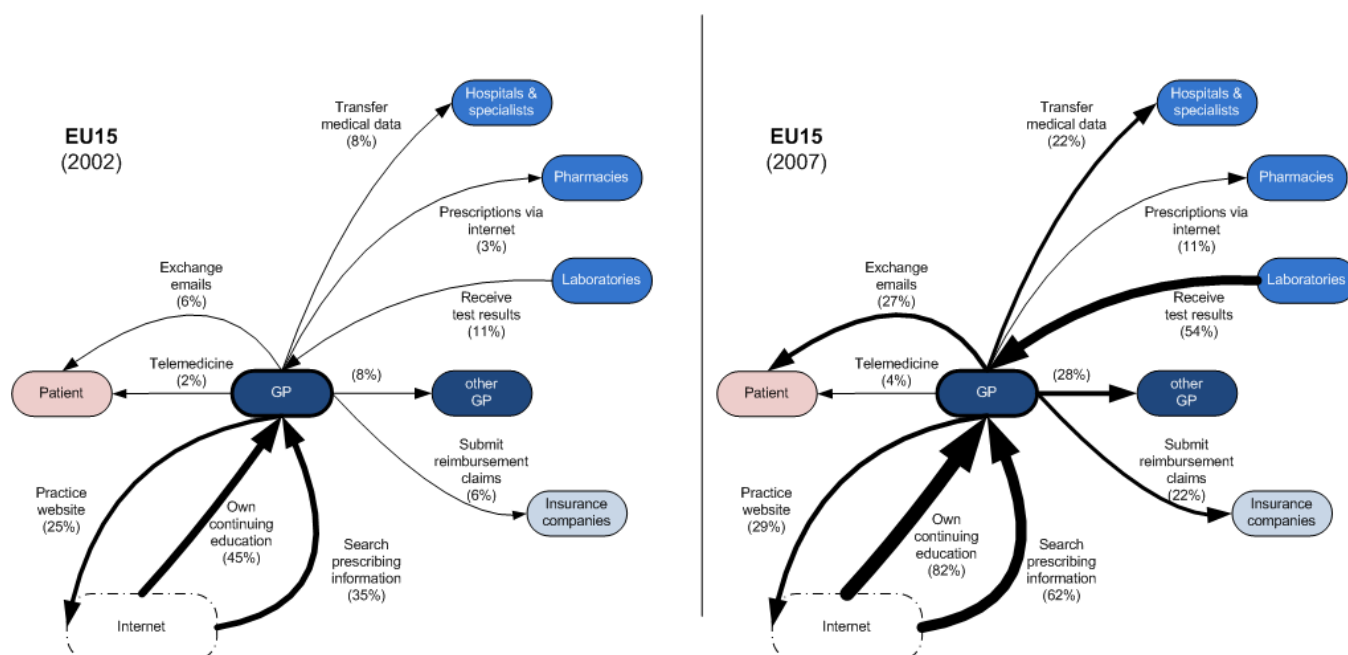 EU15
(2002)
Transfer
medical data
(8%)
Hospitals &
specialists
Pharmacies
Prescriptions via
internet
(3%)
Laboratories
Receive
test results
(11%)
Exchange
emails
(6%)
Telemedicine
(2%)
Patient
GP
(8%)
other
GP
Submit
reimbursement
claims
(6%)
Insurance
companies
Practice
website
(25%)
Own
continuing
education
(45%)
Search
prescribing
information
(35%)
Internet
EU15
(2007)
Transfer
medical data
(22%)
Hospitals &
specialists
Pharmacies
Prescriptions via
internet
(11%)
Laboratories
Receive
test results
(54%)
Exchange
emails
(27%)
Telemedicine
(4%)
Patient
GP
(28%)
other
GP
Submit
reimbursement
claims
(22%)
Insurance
companies
Practice
website
(29%)
Own
continuing
education
(82%)
Search
prescribing
information
(62%)
Internet